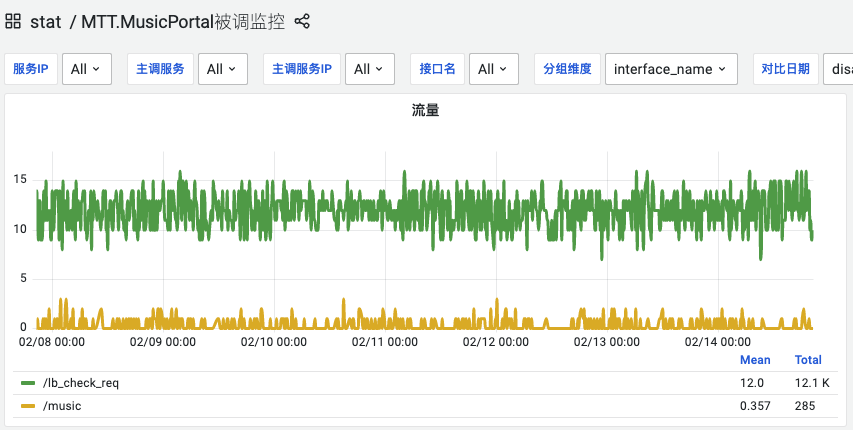 stat / MTT.MusicPortal被调监控
服务IP All 主调服务 All 主调服务IP All 接口名 All 分组维度 interface_name 对比日期 disa
流量
15
10
5
0
02/08 00:00 02/09 00:00 02/10 00:00 02/11 00:00 02/12 00:00 02/13 00:00 02/14 00:00
Mean Total
/lb_check_req 12.0 12.1 K
/music 0.357 285